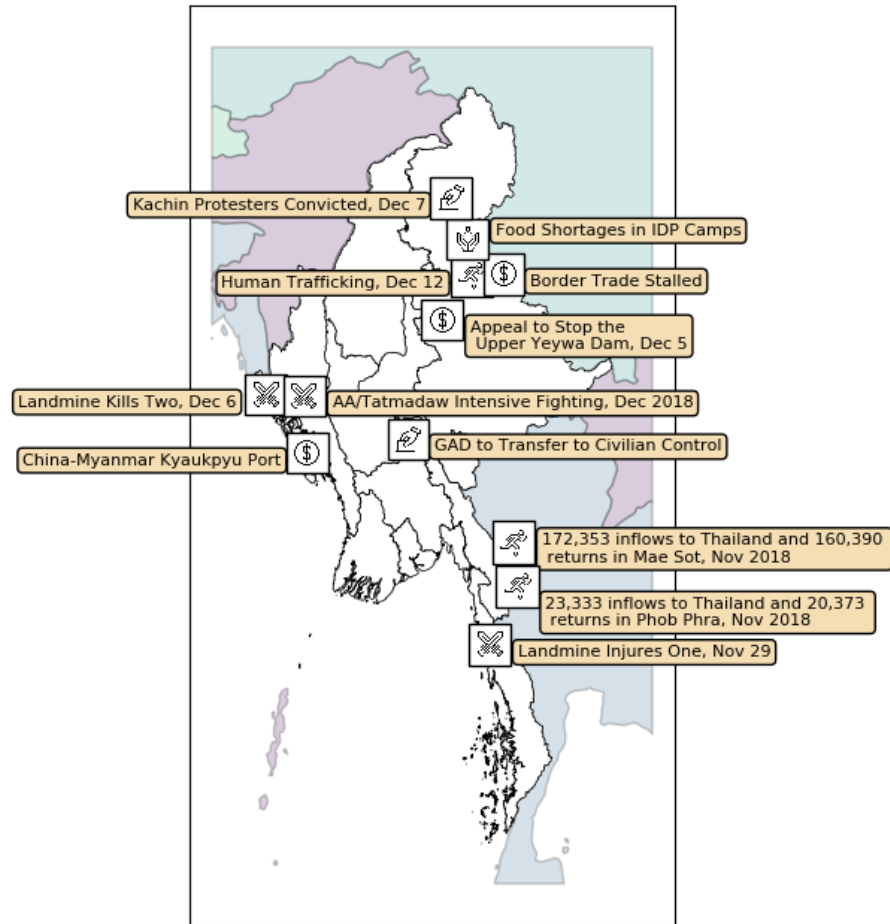 Kachin Protesters Convicted, Dec 7
Food Shortages in IDP Camps
Human Trafficking, Dec 12
$
Border Trade Stalled
$
Appeal to Stop the
Upper Yeywa Dam, Dec 5
Landmine Kills Two, Dec 6
AA/Tatmadaw Intensive Fighting, Dec 2018
GAD to Transfer to Civilian Control
China-Myanmar Kyaukpyu Port
$
172,353 inflows to Thailand and 160,390
returns in Mae Sot, Nov 2018
23,333 inflows to Thailand and 20,373
returns in Phob Phra, Nov 2018
Landmine Injures One, Nov 29